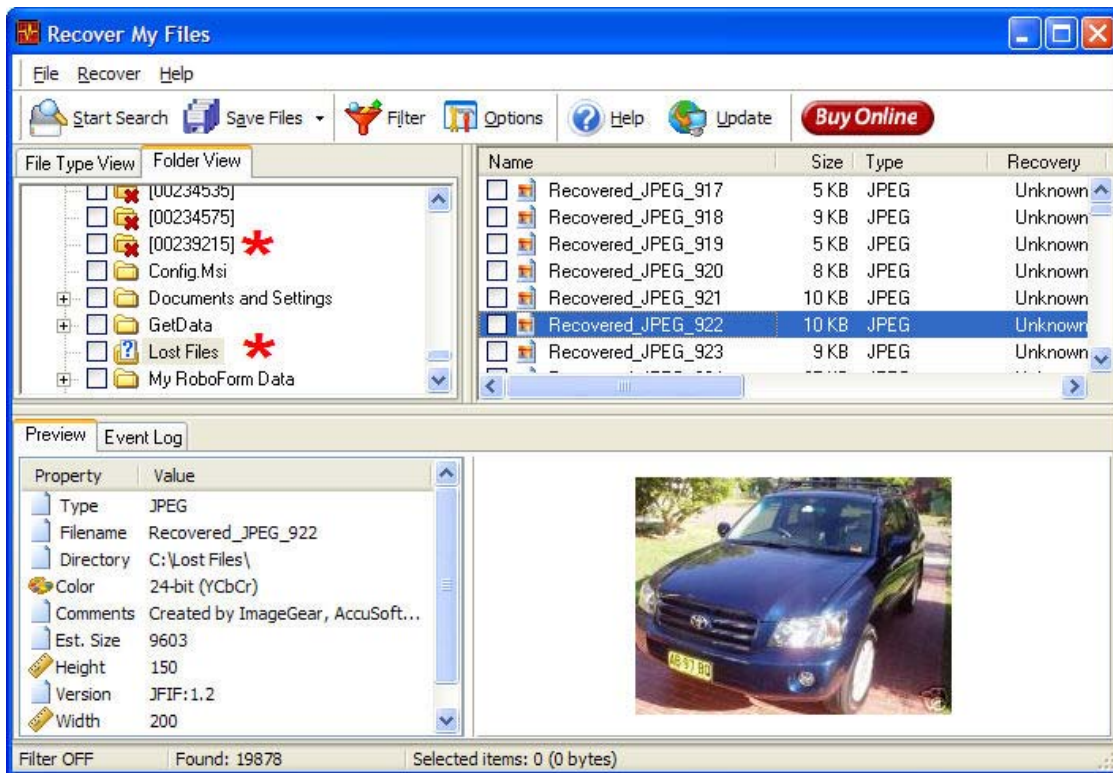 Recover My Files
File Recover Help
Start Search Save Files Filter Options Help Update Buy Online
File Type View Folder View
[00234535]
[00234575]
[00239215] *
Config.Msi
Documents and Settings
GetData
Lost Files *
My RoboForm Data
Name Size Type Recovery
Recovered_JPEG_917 5 KB JPEG Unknown
Recovered_JPEG_918 9 KB JPEG Unknown
Recovered_JPEG_919 5 KB JPEG Unknown
Recovered_JPEG_920 8 KB JPEG Unknown
Recovered_JPEG_921 10 KB JPEG Unknown
Recovered_JPEG_922 10 KB JPEG Unknown
Recovered_JPEG_923 9 KB JPEG Unknown
Preview Event Log
Property Value
Type JPEG
Filename Recovered_JPEG_922
Directory C:\Lost Files\
Color 24-bit (YCbCr)
Comments Created by ImageGear, AccuSoft...
Est. Size 9603
Height 150
Version JFIF:1.2
Width 200
AB 97 BQ
Filter OFF Found: 19878 Selected items: 0 (0 bytes)